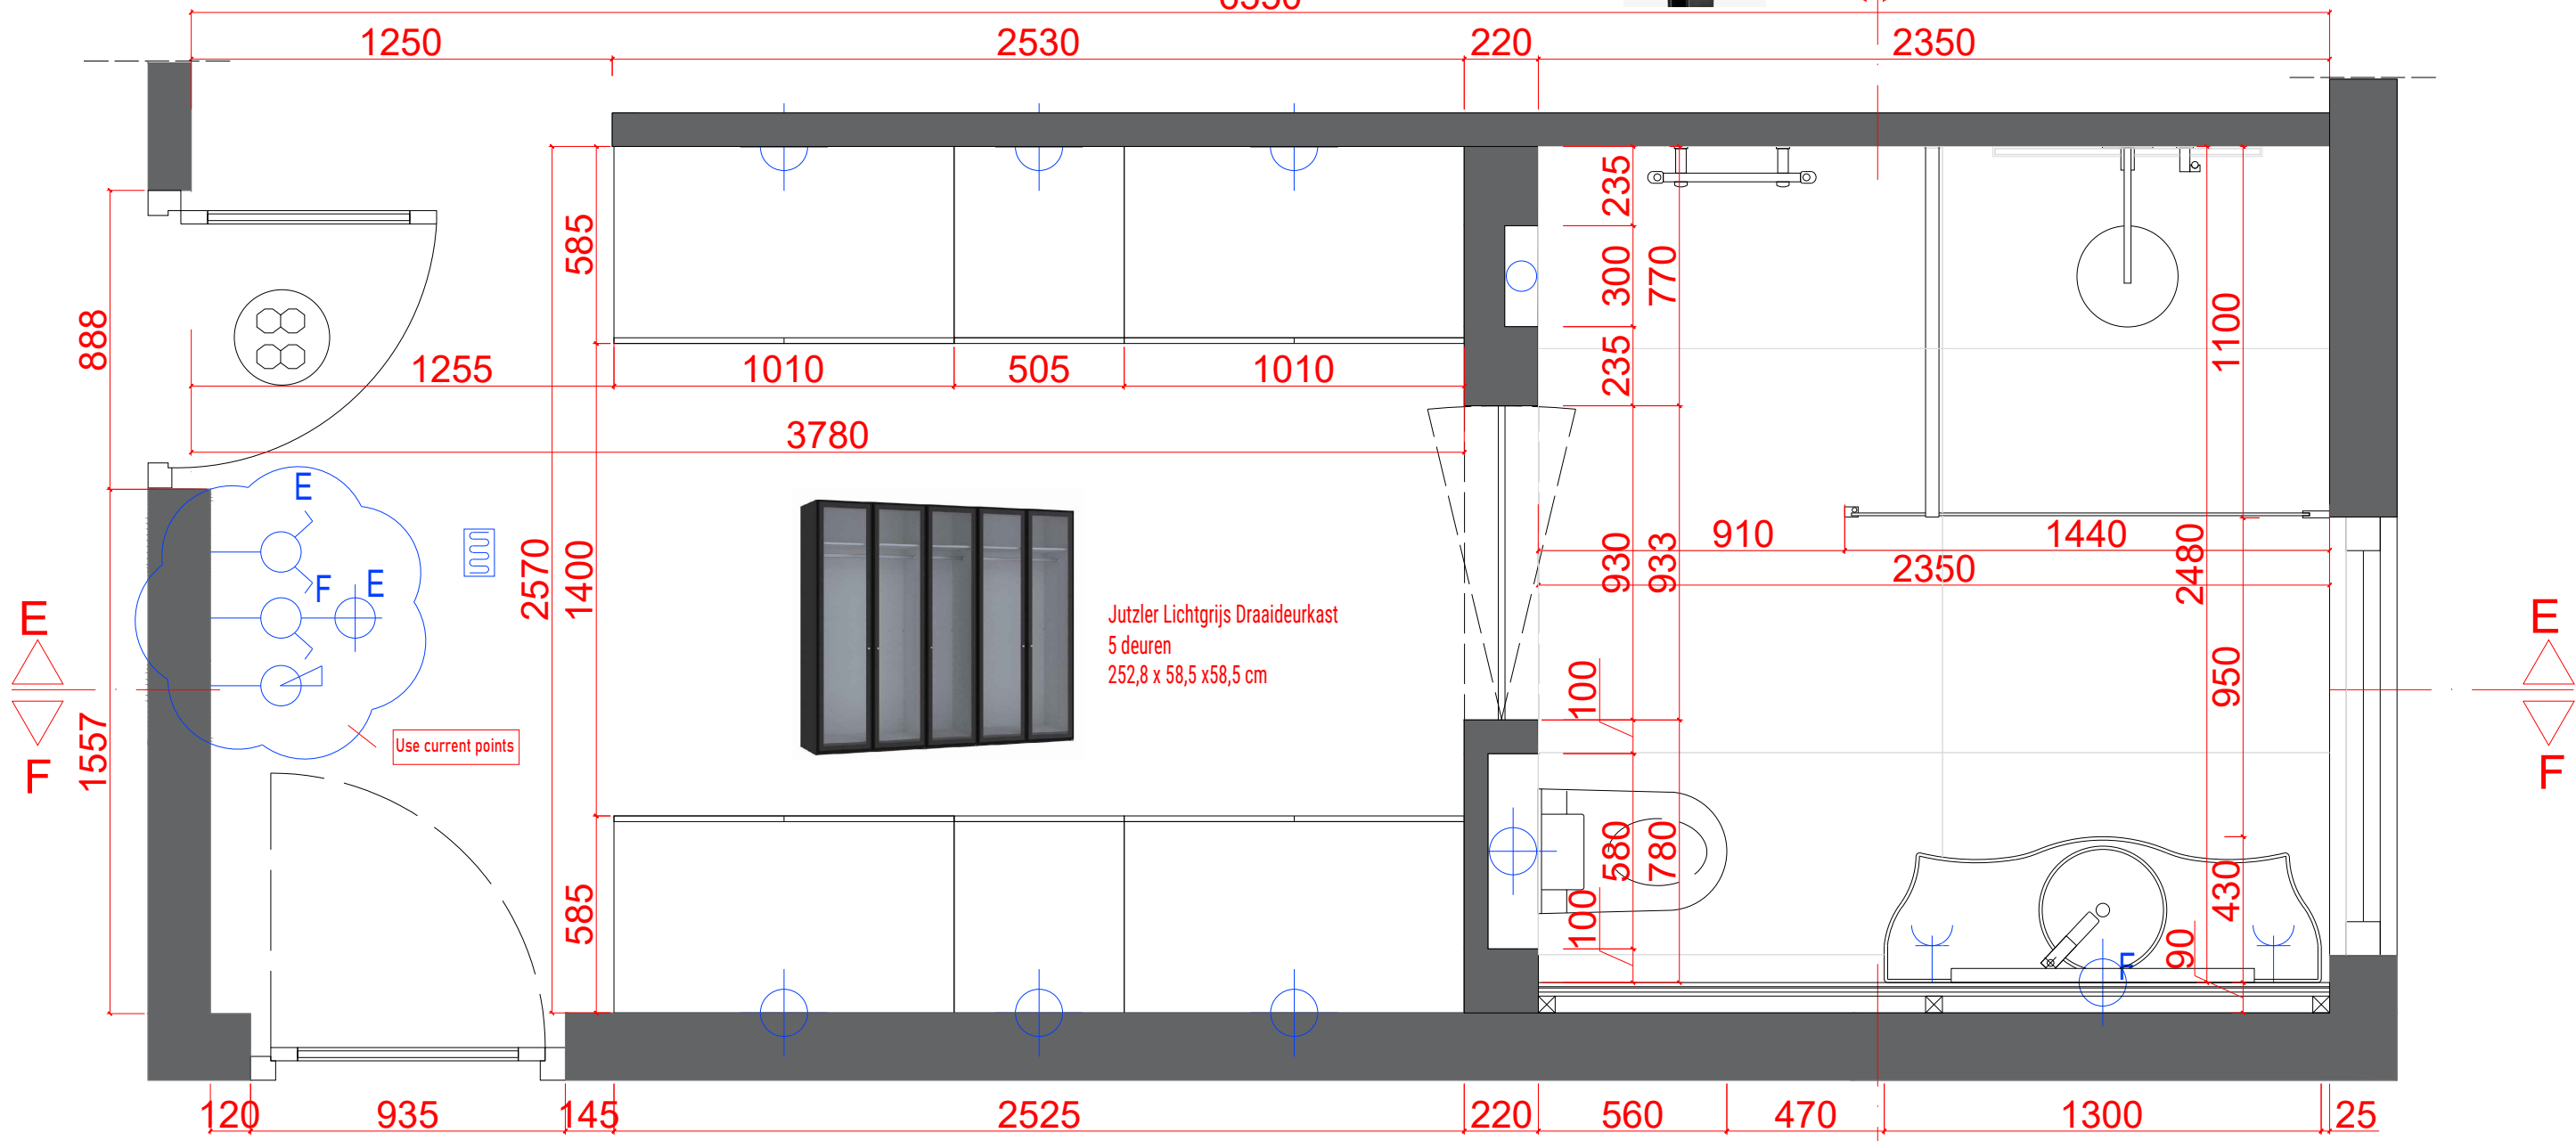 1250 2530 220 2350
235
585
300 770
888
1100
1255 1010 505 1010
235
3780
E
910 1440
2570 1400 930 933 2480
F E
2350
E E
Jutzler Lichtgrijs Draaideurkast
5 deuren
252,8 x 58,5 x58,5 cm
100 950
1557
Use current points
F F
580 780
585 430
100
90
F
120 935 145 2525 220 560 470 1300 25